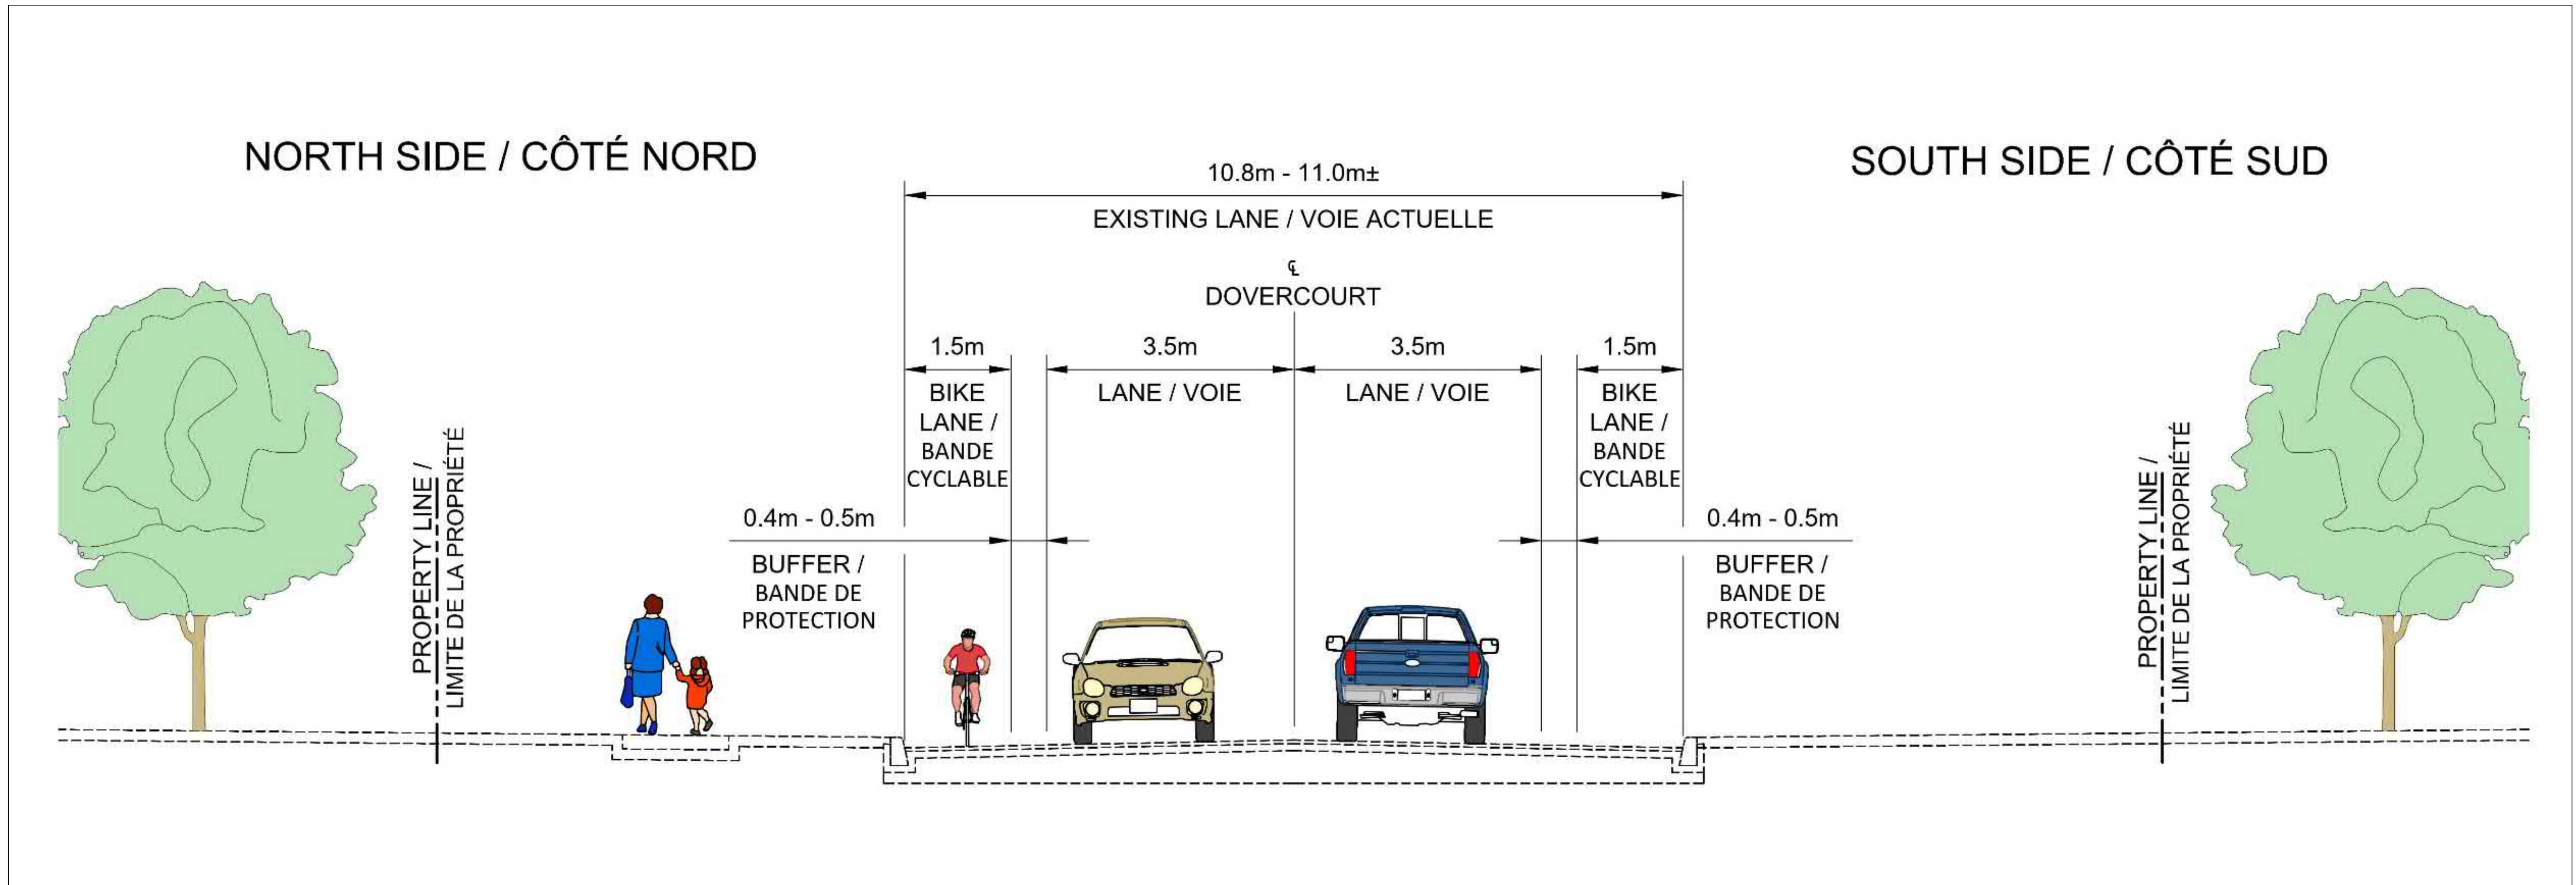 NORTH SIDE / CÔTÉ NORD
SOUTH SIDE / CÔTÉ SUD
10.8m - 11.0m±
EXISTING LANE / VOIE ACTUELLE
℄
DOVERCOURT
1.5m
BIKE
LANE /
BANDE
CYCLABLE
3.5m
LANE / VOIE
3.5m
LANE / VOIE
1.5m
BIKE
LANE /
BANDE
CYCLABLE
PROPERTY LINE /
LIMITE DE LA PROPRIÉTÉ
0.4m - 0.5m
BUFFER /
BANDE DE
PROTECTION
0.4m - 0.5m
BUFFER /
BANDE DE
PROTECTION
PROPERTY LINE /
LIMITE DE LA PROPRIÉTÉ